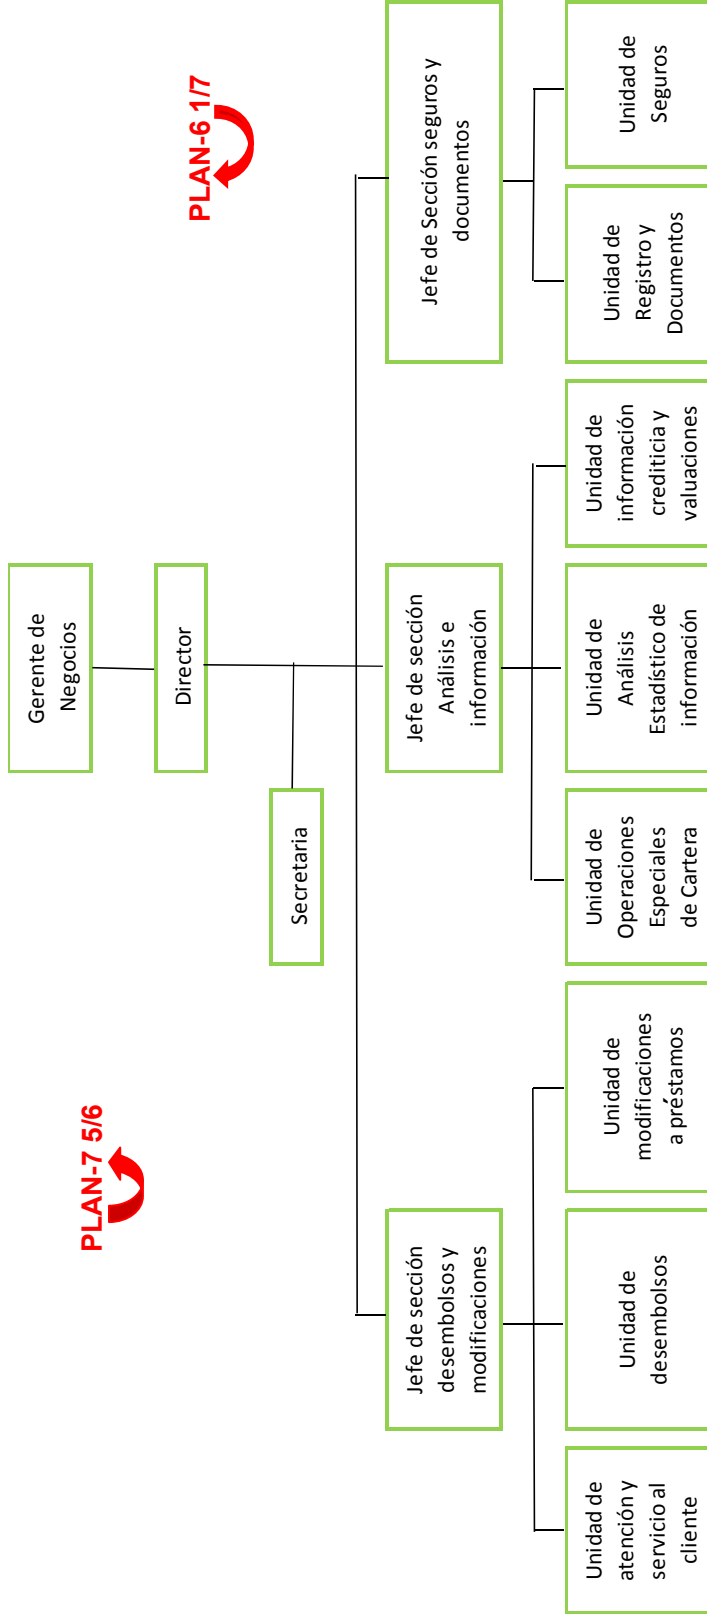 PLAN-7 5/6
PLAN-6 1/7
Gerente de
Negocios
Director
Secretaria
Jefe de sección
desembolsos y
modificaciones
Jefe de sección
Análisis e
información
Jefe de Sección seguros y
documentos
Unidad de
atención y
servicio al
cliente
Unidad de
desembolsos
Unidad de
modificaciones
a préstamos
Unidad de
Operaciones
Especiales
de Cartera
Unidad de
Análisis
Estadístico de
información
Unidad de
información
crediticia y
valuaciones
Unidad de
Registro y
Documentos
Unidad de
Seguros